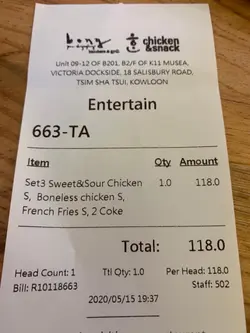 chicken
&snack
Unit 09-12 OF B201, B2/F OF K11 MUSEA,
VICTORIA DOCKSIDE, 18 SALISBURY ROAD,
TSIM SHA TSUI, KOWLOON
Entertain
663-TA
Item Qty Amount
Set3 Sweet&Sour Chicken 1.0 118.0
S, Boneless chicken S,
French Fries S, 2 Coke
Total: 118.0
Head Count: 1 Ttl Qty: 1.0 Per Head: 118.0
Bill: R10118663 Staff: 502
2020/05/15 19:37